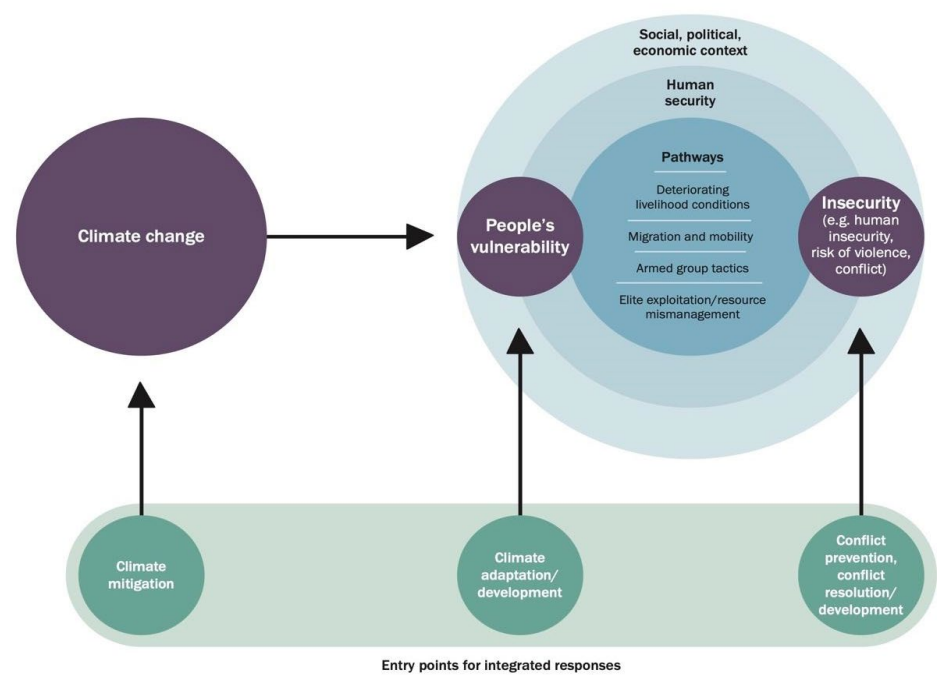 Social, political,
economic context
Human
security
Climate change
People's
vulnerability
Pathways
Deteriorating
livelihood conditions
Migration and mobility
Armed group tactics
Elite exploitation/resource
mismanagement
Insecurity
(e.g. human
insecurity,
risk of violence,
conflict)
Climate
mitigation
Climate
adaptation/
development
Conflict
prevention,
conflict
resolution/
development
Entry points for integrated responses